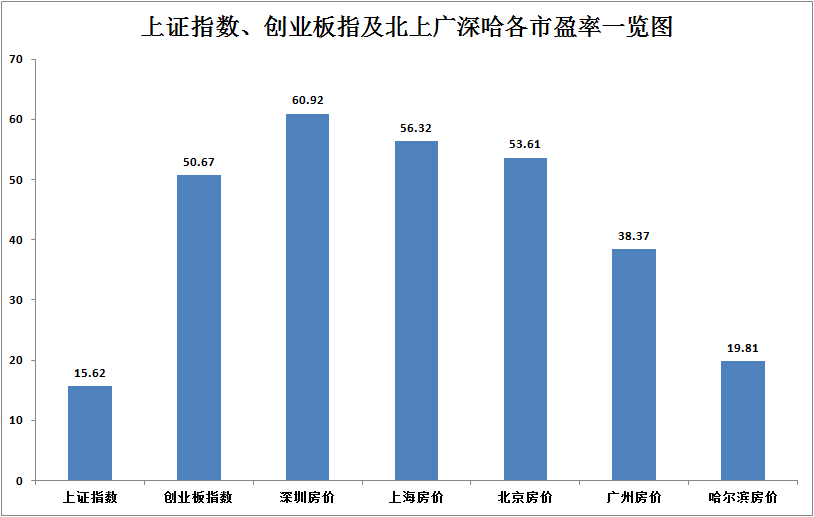 上证指数、创业板指及北上广深哈各市盈率一览图
70
60
50
40
30
20
10
0
15.62
50.67
60.92
56.32
53.61
38.37
19.81
上证指数
创业板指数
深圳房价
上海房价
北京房价
广州房价
哈尔滨房价